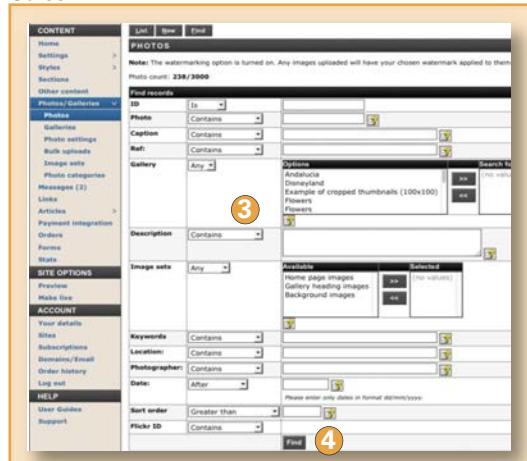 CONTENT
Home
Settings >
Styles >
Sections
Other content
Photos/Galleries v
Photos
Galleries
Photo settings
Bulk uploads
Image sets
Photo categories
Messages (2)
Links
Articles >
Payment integration
Orders
Forms
Stats
SITE OPTIONS
Preview
Make live
ACCOUNT
Your details
Sites
Subscriptions
Domains/Email
Order history
Log out
HELP
User Guides
Support
List New Find
PHOTOS
Note: The watermarking option is turned on. Any images uploaded will have your chosen watermark applied to them
Photo count: 238/3000
Find records
ID Is
Photo Contains
Caption Contains
Ref: Contains
Gallery Any Options Search fo
Andalucia >> (no valu
Disneyland
Example of cropped thumbnails (100x100) <<
Flowers
Flowers
3
Description Contains
Image sets Any Available Selected
Home page images >> (no values)
Gallery heading images
Background images <<
Keywords Contains
Location: Contains
Photographer: Contains
Date: After
Please enter only dates in format dd/mm/yyyy.
Sort order Greater than
Flickr ID Contains
Find 4